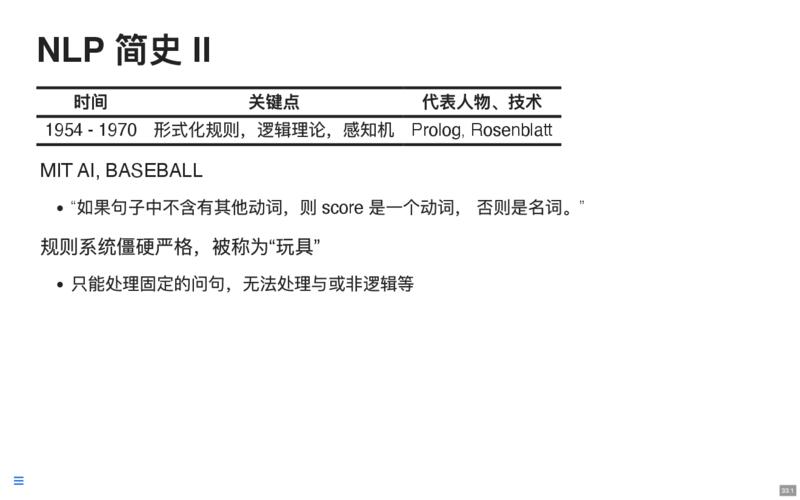 NLP 简史 II
时间 关键点 代表人物、技术
1954 - 1970 形式化规则，逻辑理论，感知机 Prolog, Rosenblatt
MIT AI, BASEBALL
• “如果句子中不含有其他动词，则 score 是一个动词， 否则是名词。”
规则系统僵硬严格，被称为“玩具”
• 只能处理固定的问句，无法处理与或非逻辑等
33.1